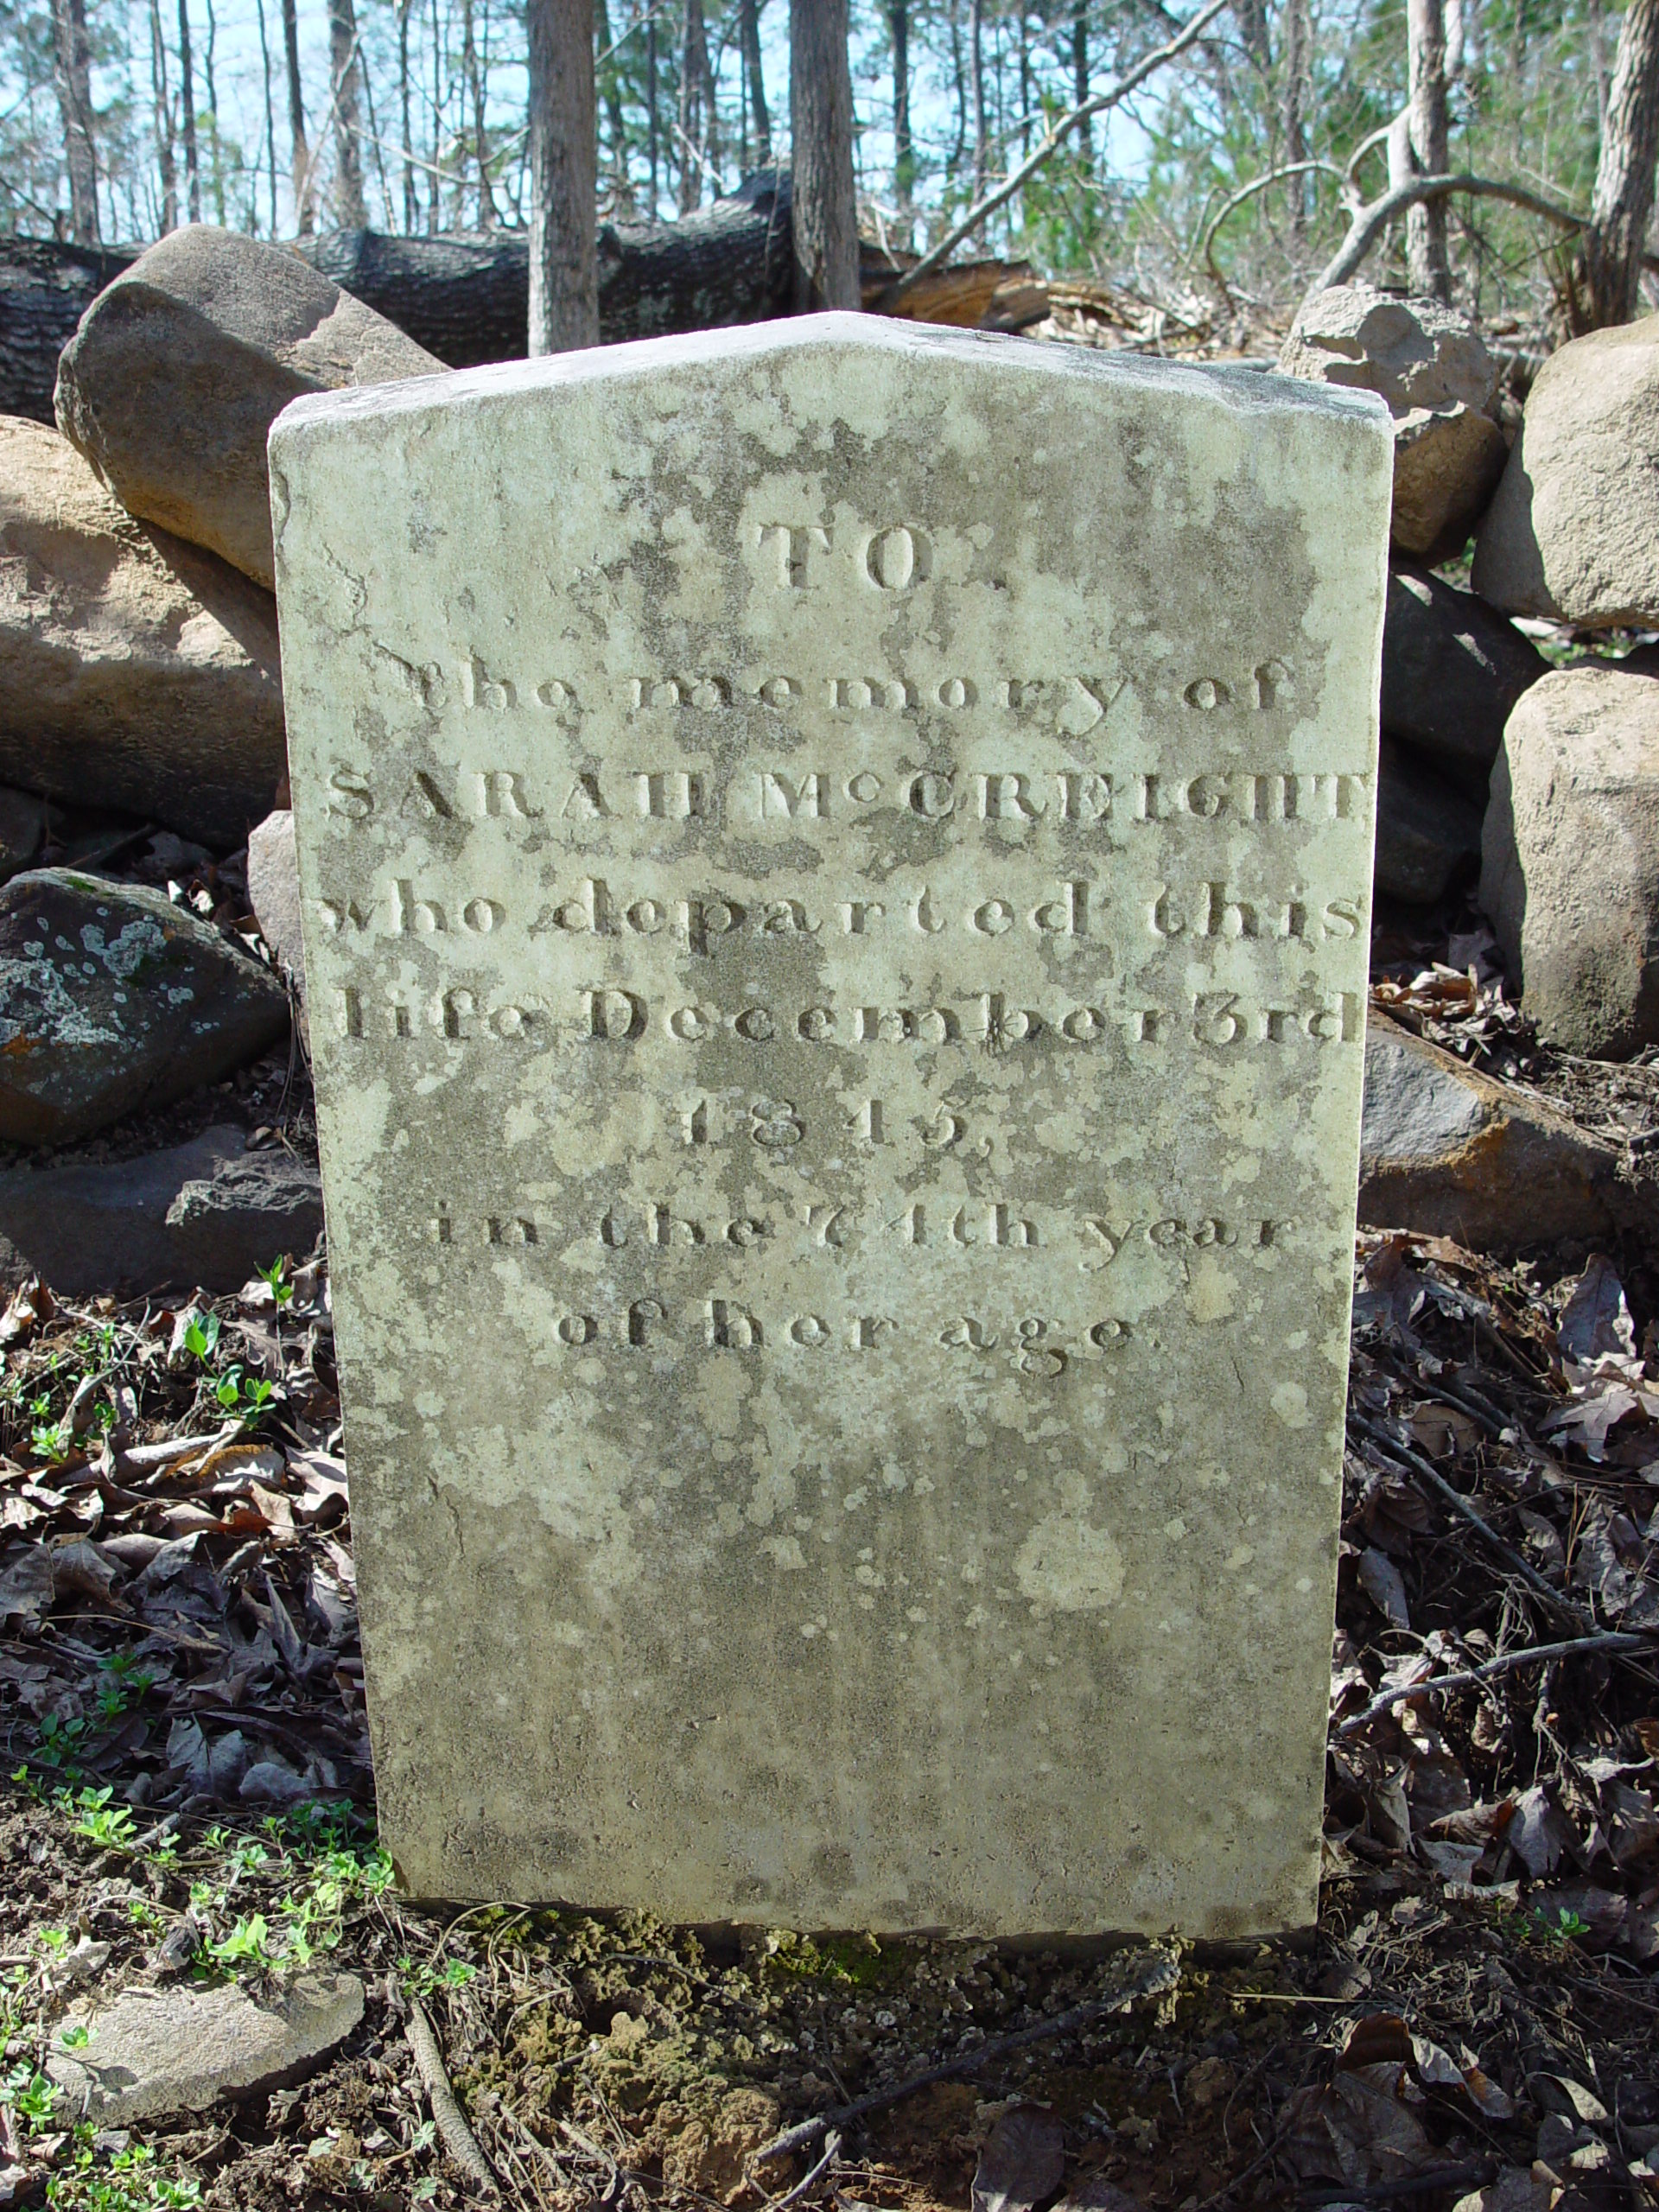 TO
the memory of
SARAH McCREIGHT
who departed this
life December 3rd
1845,
in the 74th year
of her age.